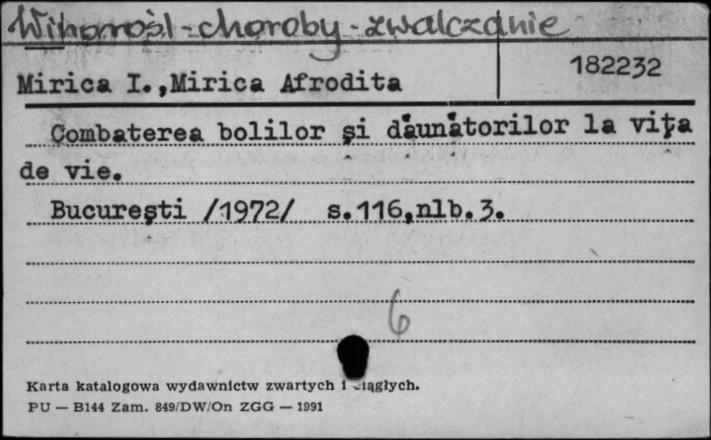 Winorośl - choroby - zwalczanie
182232
Mirica I.,Mirica Afrodita
Combaterea bolilor şi dăunătorilor la viţa
de vie.
Bucureşti /1972/ s.116,nlb.3.
6
Karta katalogowa wydawnictw zwartych i ciągłych.
PU — B144 Zam. 849/DW/On ZGG — 1991